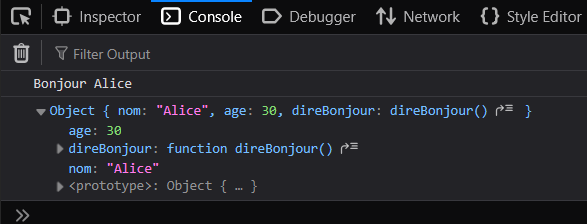 Inspector Console Debugger Network Style Editor
Filter Output
Bonjour Alice
Object { nom: "Alice", age: 30, direBonjour: direBonjour() }
age: 30
direBonjour: function direBonjour()
nom: "Alice"
<prototype>: Object { … }